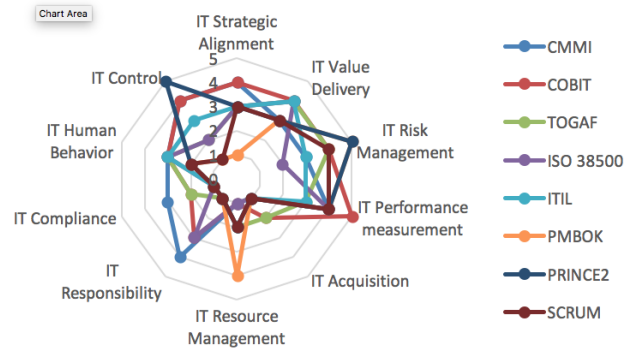 Chart Area
IT Strategic
Alignment
IT Value
Delivery
IT Risk
Management
IT Performance
measurement
IT Acquisition
IT Resource
Management
IT
Responsibility
IT Compliance
IT Human
Behavior
IT Control
5
4
3
2
1
0
CMMI
COBIT
TOGAF
ISO 38500
ITIL
PMBOK
PRINCE2
SCRUM